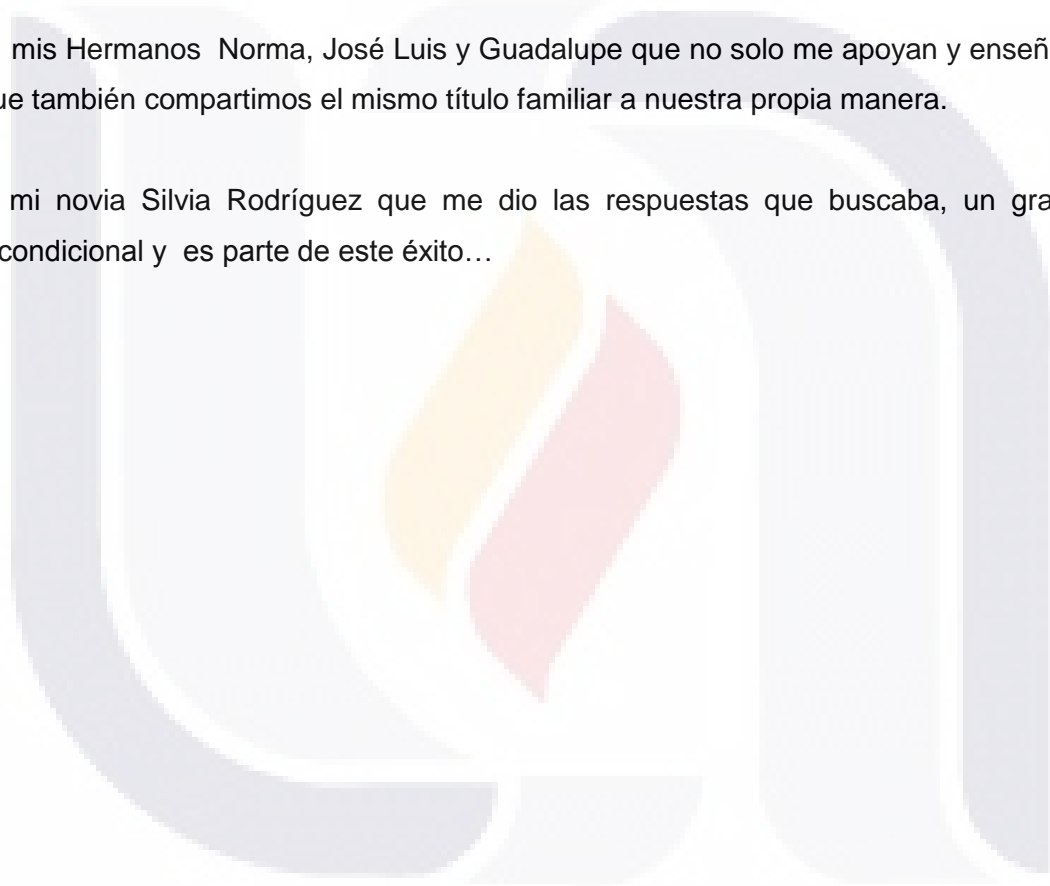 mis Hermanos Norma, José Luis y Guadalupe que no solo me apoyan y enseñ
ue también compartimos el mismo título familiar a nuestra propia manera.
mi novia Silvia Rodríguez que me dio las respuestas que buscaba, un gra
condicional y es parte de este éxito…